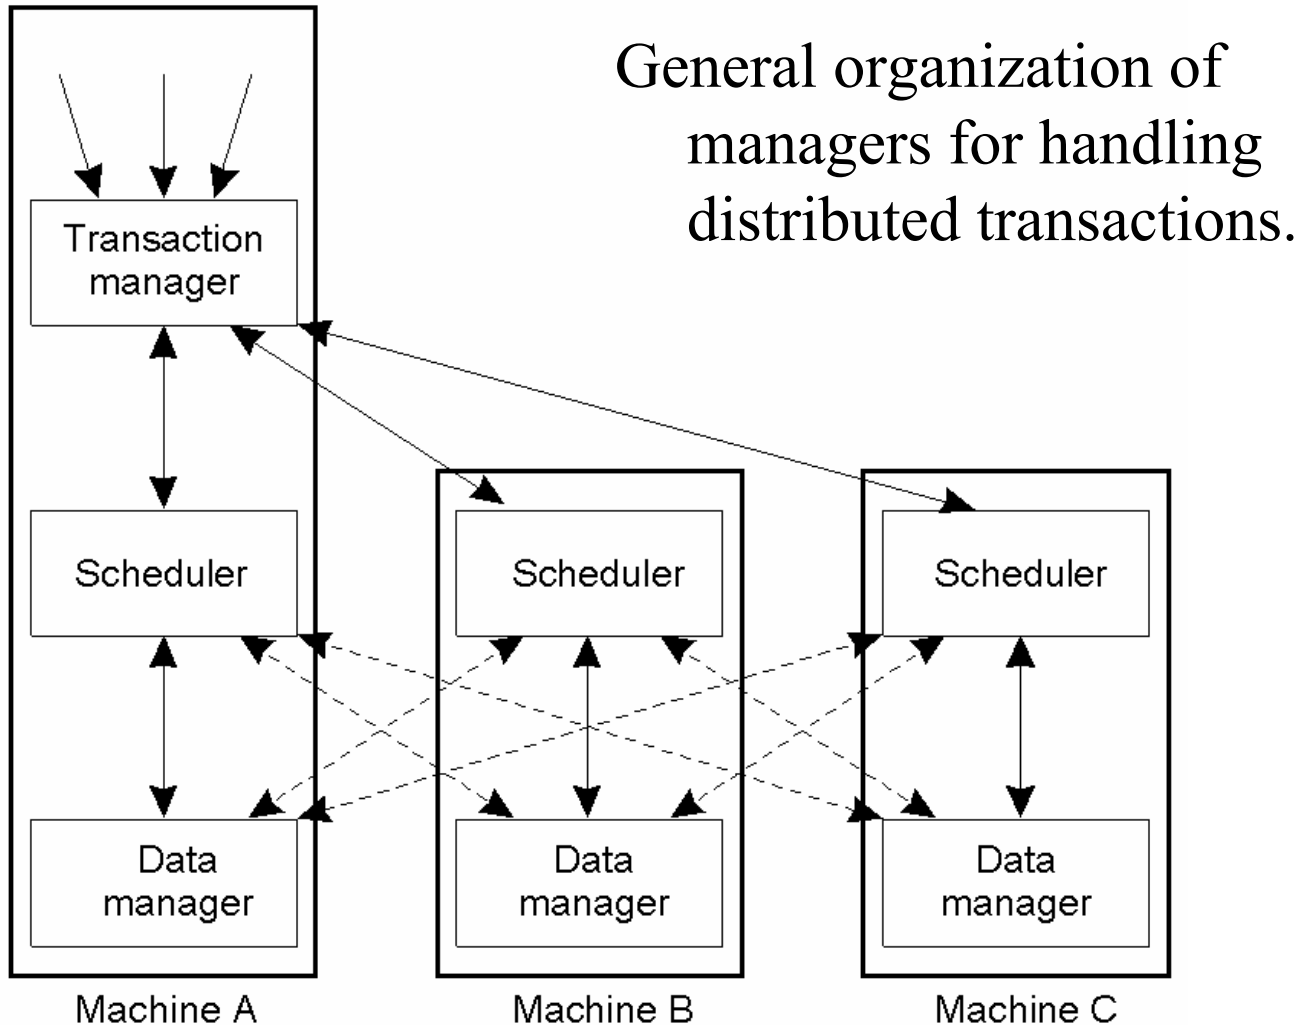 General organization of
managers for handling
distributed transactions.
Transaction
manager
Scheduler
Scheduler
Scheduler
Data
manager
Data
manager
Data
manager
Machine A
Machine B
Machine C